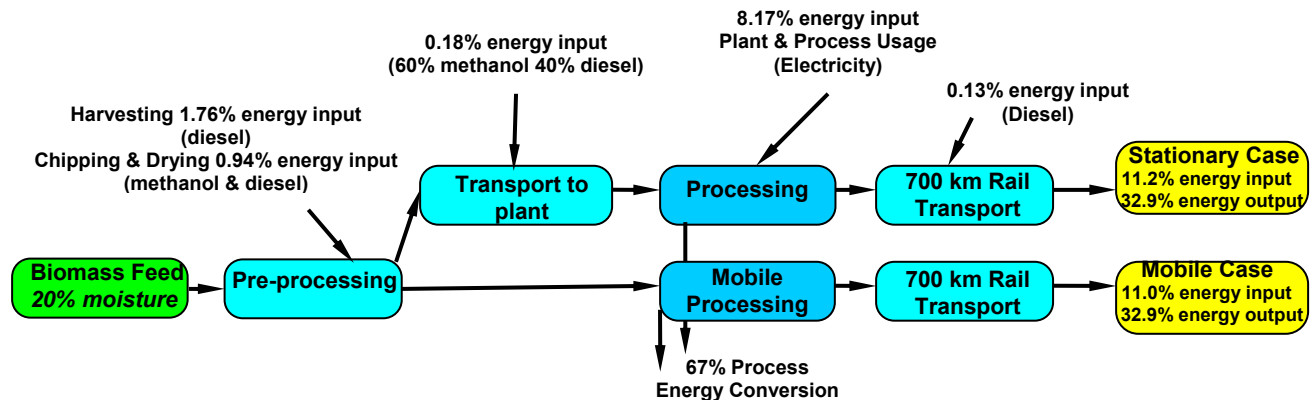 8.17% energy input
Plant & Process Usage
(Electricity)
0.18% energy input
(60% methanol 40% diesel)
0.13% energy input
(Diesel)
Harvesting 1.76% energy input
(diesel)
Chipping & Drying 0.94% energy input
(methanol & diesel)
Transport to
plant
Processing
700 km Rail
Transport
Stationary Case
11.2% energy input
32.9% energy output
Biomass Feed
20% moisture
Pre-processing
Mobile
Processing
700 km Rail
Transport
Mobile Case
11.0% energy input
32.9% energy output
67% Process
Energy Conversion